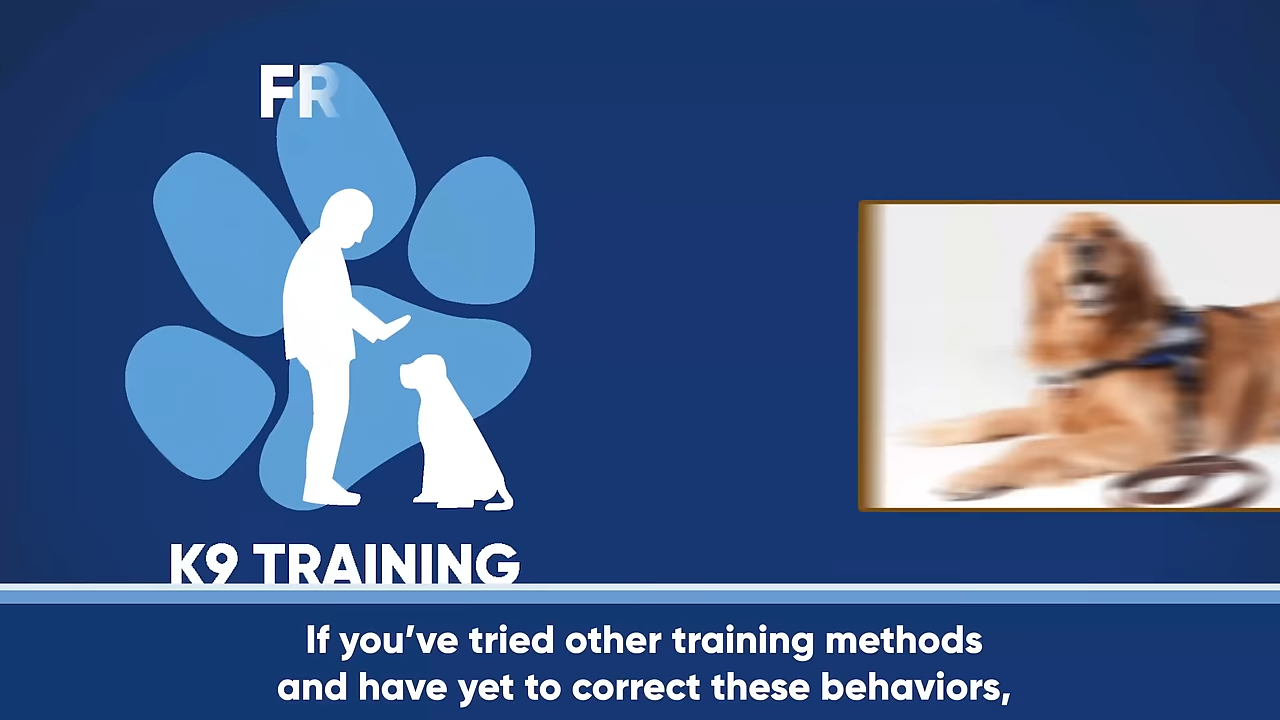 FR
K9 TRAINING
If you’ve tried other training methods
and have yet to correct these behaviors,